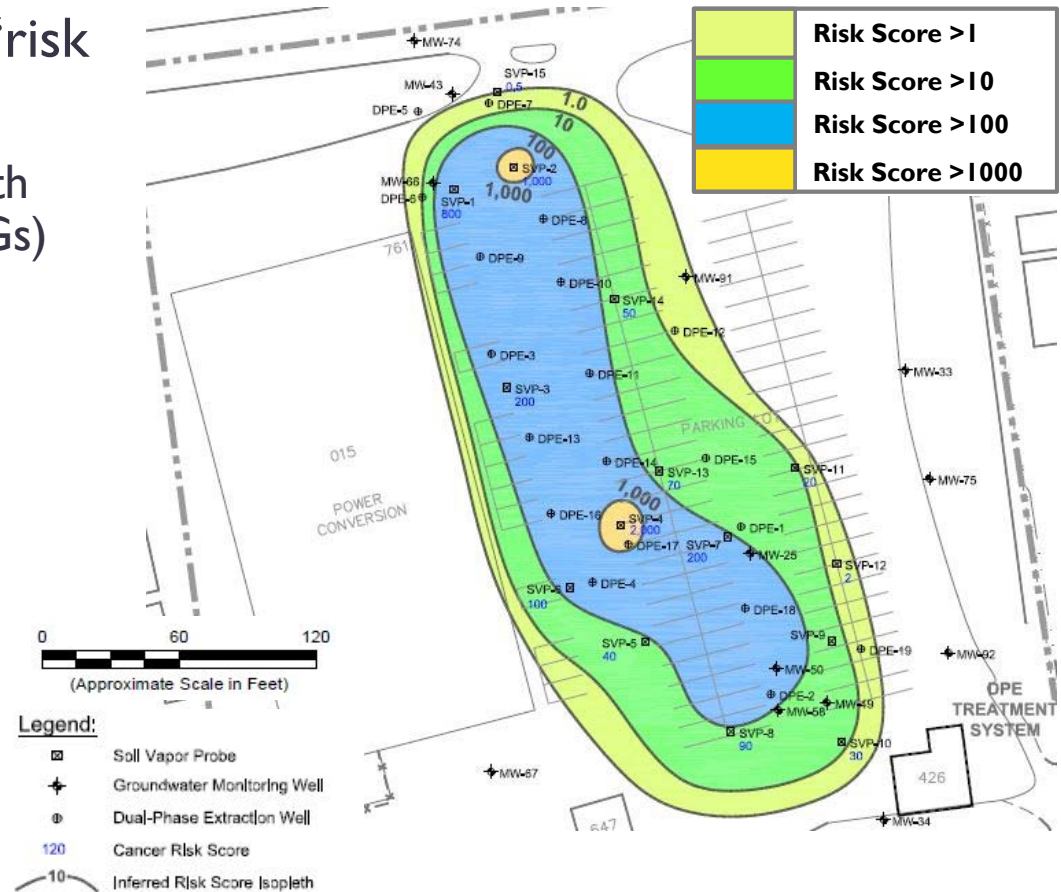 "risk
th
Gs)
Risk Score >1
Risk Score >10
Risk Score >100
Risk Score >1000
MW-74
SVP-15
0.5
MW-43
DPE-7
DPE-5
1.0
10
100
SVP-2
1,000
1,000
MW-66
DPE-6
SVP-1
800
DPE-8
761
DPE-9
DPE-10
MW-91
SVP-14
50
DPE-12
DPE-3
DPE-11
MW-33
SVP-3
200
PARKING LOT
DPE-13
015
DPE-14
DPE-15
SVP-13
70
SVP-11
20
MW-75
POWER
CONVERSION
1,000
DPE-16
SVP-4
2,000
DPE-17
DPE-1
SVP-7
200
MW-25
SVP-12
2
SVP-6
100
DPE-4
DPE-18
SVP-5
40
SVP-9
DPE-19
MW-92
MW-50
DPE-2
MW-58
MW-49
SVP-8
90
SVP-10
30
DPE
TREATMENT
SYSTEM
426
MW-67
647
MW-34
0 60 120
(Approximate Scale in Feet)
Legend:
Soil Vapor Probe
Groundwater Monitoring Well
Dual-Phase Extraction Well
120 Cancer Risk Score
10 Inferred Risk Score Isopleth